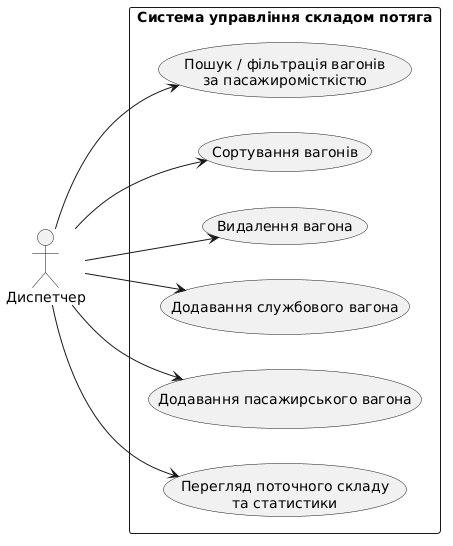 Система управління складом потяга
Пошук / фільтрація вагонів
за пасажиромісткістю
Сортування вагонів
Видалення вагона
Диспетчер
Додавання службового вагона
Додавання пасажирського вагона
Перегляд поточного складу
та статистики